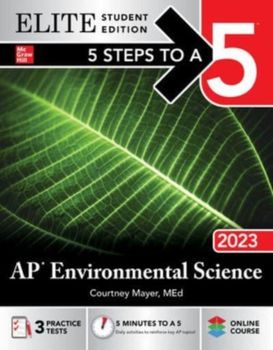 ELITE STUDENT
EDITION
5 STEPS TO A
5
Mc
Graw
Hill
2023
AP* Environmental Science
Courtney Mayer, MEd
3 PRACTICE
TESTS
5 MINUTES TO A 5
Daily activities to reinforce key AP topics!
ONLINE
COURSE